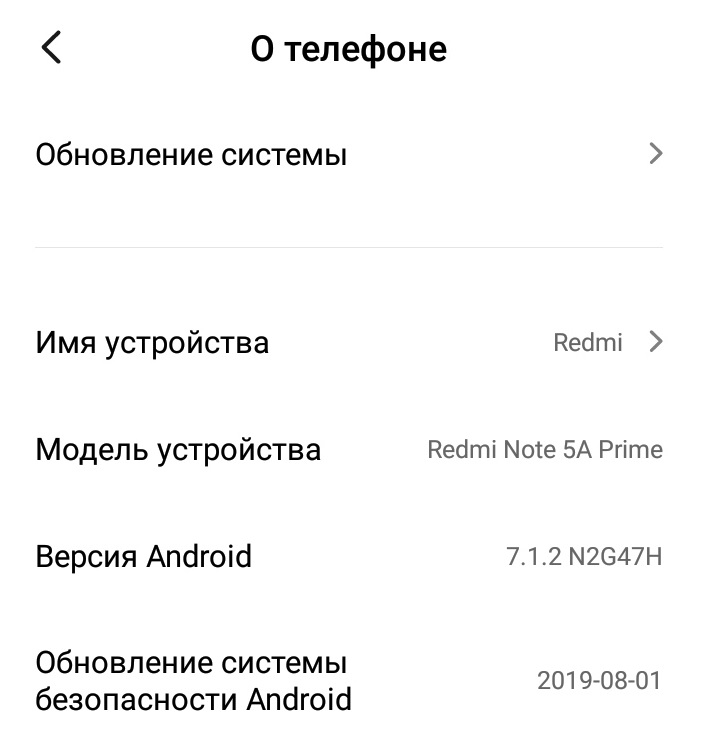 О телефоне
Обновление системы
Имя устройства Redmi
Модель устройства Redmi Note 5A Prime
Версия Android 7.1.2 N2G47H
Обновление системы
безопасности Android 2019-08-01